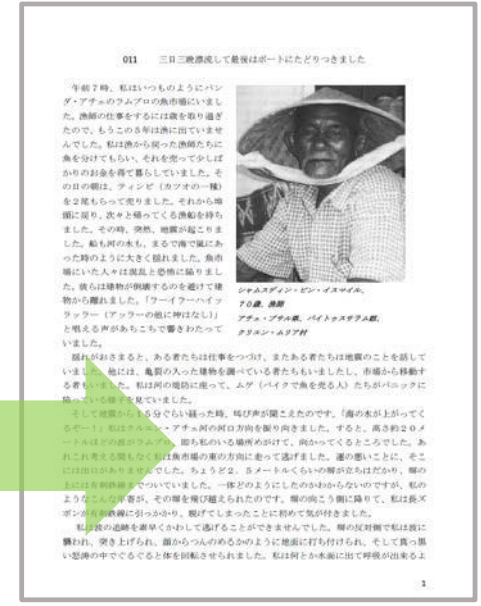 011　三日三晩漂流して最後はボートにたどりつきました
午前７時、私はいつものようにバン
ダ・アチェのラムプロの魚市場にいまし
た。漁師の仕事をするには歳を取り過ぎ
たので、もうこの５年は漁に出ていませ
んでした。私は漁から戻った漁師たちに
魚を分けてもらい、それを売って少しば
かりのお金を得て暮らしていました。そ
の日の朝は、ティンビ（カツオの一種）
を２尾もらって売りました。それから埠
頭に戻り、次々と帰ってくる漁船を待ち
ました。その時、突然、地震が起こりま
した。船も河の水も、まるで海で嵐にあ
った時のように大きく揺れました。魚市
場にいた人々は混乱と恐怖に陥りまし
た。彼らは建物が倒壊するのを避けて建
物から離れました。「ラーイラーハイッ
ラッラー（アッラーの他に神はなし）」
と唱える声があちこちで響きわたって
いました。
シャムスディン・ビン・イスマイル、
７０歳、漁師
アチェ・ブサル県、バイトゥスサラム郡、
クリエン・ムリア村
揺れがおさまると、ある者たちは仕事をつづけ、またある者たちは地震のことを話して
いました。他には、亀裂の入った建物を調べている者たちもいましたし、市場から移動す
る者もいました。私は河の堤防に座って、ムゲ（バイクで魚を売る人）たちがパニックに
陥っている様子を見ていました。
そして地震から１５分ぐらい経った時、叫び声が聞こえたのです。「海の水が上がってく
るぞー！」私はクルエン・アチェ河の河口方向を振り向きました。すると、高さ約２０メ
ートルほどの波がラムプロ、即ち私のいる場所めがけて、向かってくるところでした。あ
れこれ考える間もなく私は魚市場の東の方向に走って逃げました。運の悪いことに、そこ
には出口がありませんでした。ちょうど２．５メートルくらいの塀が立ちはだかり、塀の
上には有刺鉄線までついていました。一体どのようにしたのかわからないのですが、私の
ようなこんな年寄が、その塀を飛び越えられたのです。塀の向こう側に降りて、私は長ズ
ボンが有刺鉄線に引っかかり、脱げてしまったことに初めて気が付きました。
私は波の追跡を素早くかわして逃げることができませんでした。塀の反対側で私は波に
襲われ、突き上げられ、顔からつんのめるかのように地面に打ち付けられ、そして真っ黒
い怒涛の中でぐるぐると体を回転させられました。私は何とか水面に出て呼吸が出来るよ
1